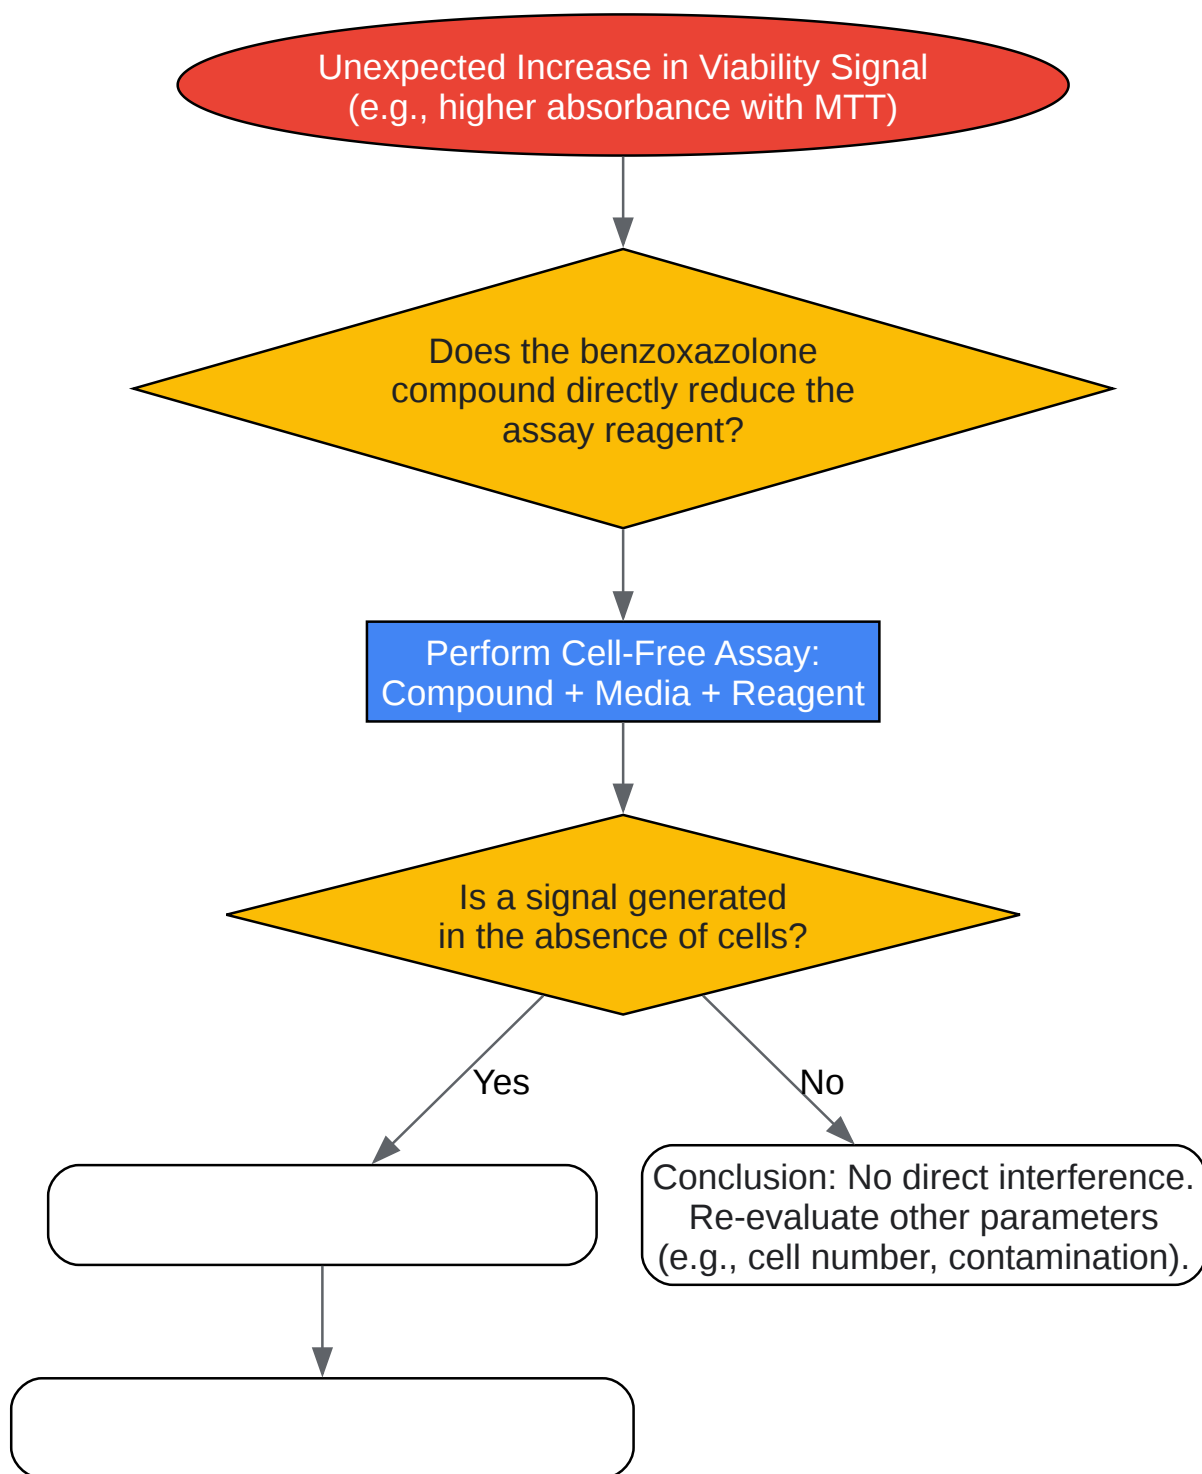 Unexpected Increase in Viability Signal
(e.g., higher absorbance with MTT)
Does the benzoxazolone
compound directly reduce the
assay reagent?
Perform Cell-Free Assay:
Compound + Media + Reagent
Is a signal generated
in the absence of cells?
Yes
No
Conclusion: No direct interference.
Re-evaluate other parameters
(e.g., cell number, contamination).